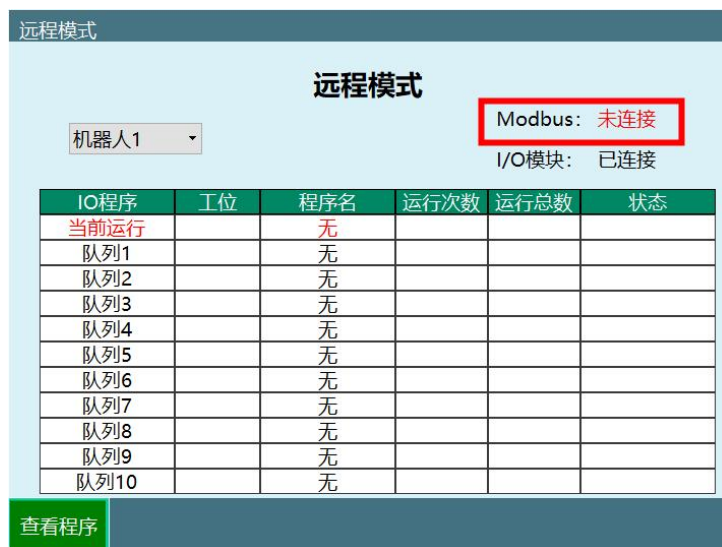 远程模式
远程模式
Modbus: 未连接
机器人1
I/O模块: 已连接
IO程序 工位 程序名 运行次数 运行总数 状态
当前运行 无
队列1 无
队列2 无
队列3 无
队列4 无
队列5 无
队列6 无
队列7 无
队列8 无
队列9 无
队列10 无
查看程序